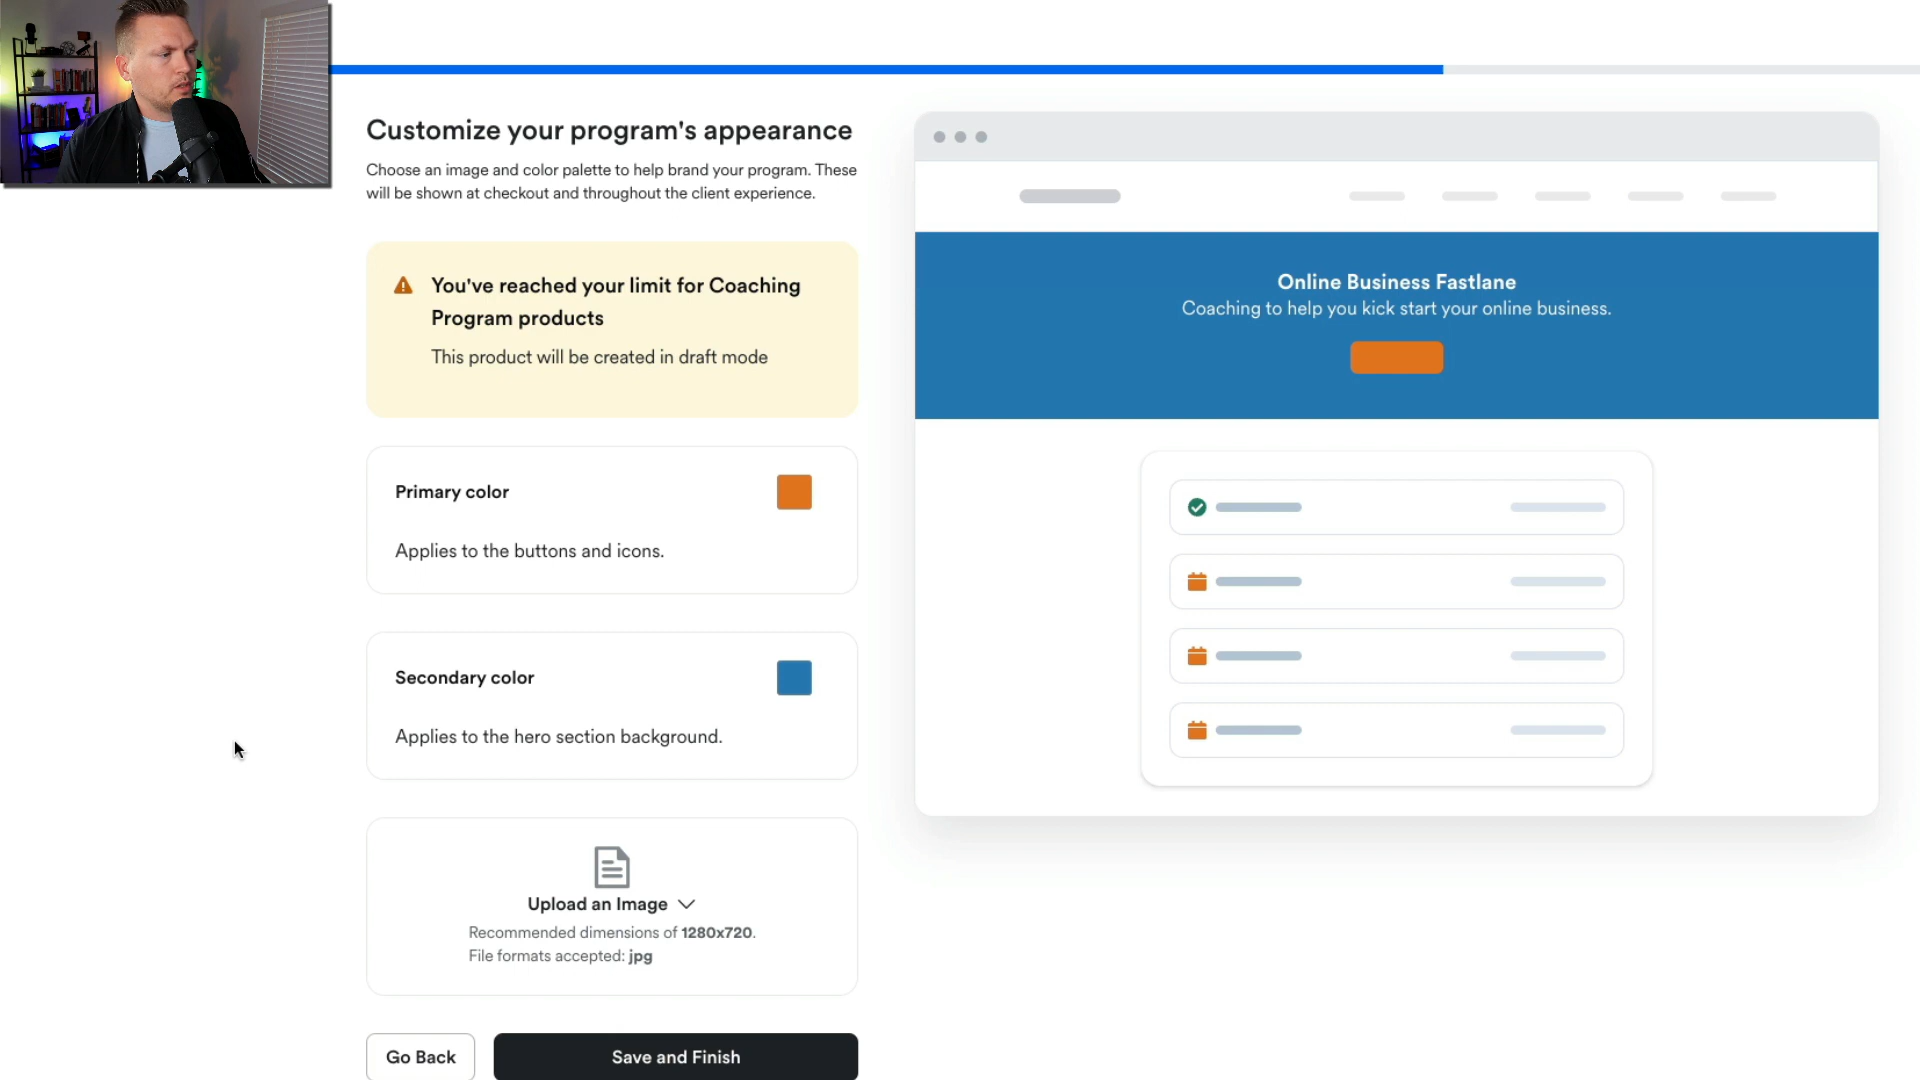 Customize your program's appearance
Choose an image and color palette to help brand your program. These
will be shown at checkout and throughout the client experience.
You've reached your limit for Coaching
Program products
This product will be created in draft mode
Primary color
Applies to the buttons and icons.
Secondary color
Applies to the hero section background.
Upload an Image
Recommended dimensions of 1280x720.
File formats accepted: jpg
Go Back
Save and Finish
Online Business Fastlane
Coaching to help you kick start your online business.